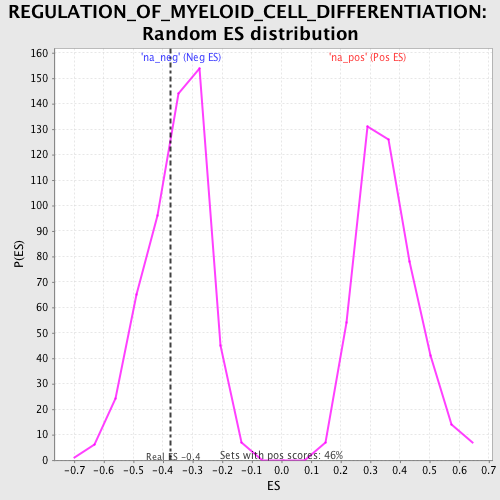 REGULATION_OF_MYELOID_CELL_DIFFERENTIATION:
Random ES distribution
'na_neg' (Neg ES)
'na_pos' (Pos ES)
160
150
140
130
120
110
100
90
80
70
60
50
40
30
20
10
0
P(ES)
Real ES -0.4
Sets with pos scores: 46%
-0.7 -0.6 -0.5 -0.4 -0.3 -0.2 -0.1 0.0 0.1 0.2 0.3 0.4 0.5 0.6 0.7
ES